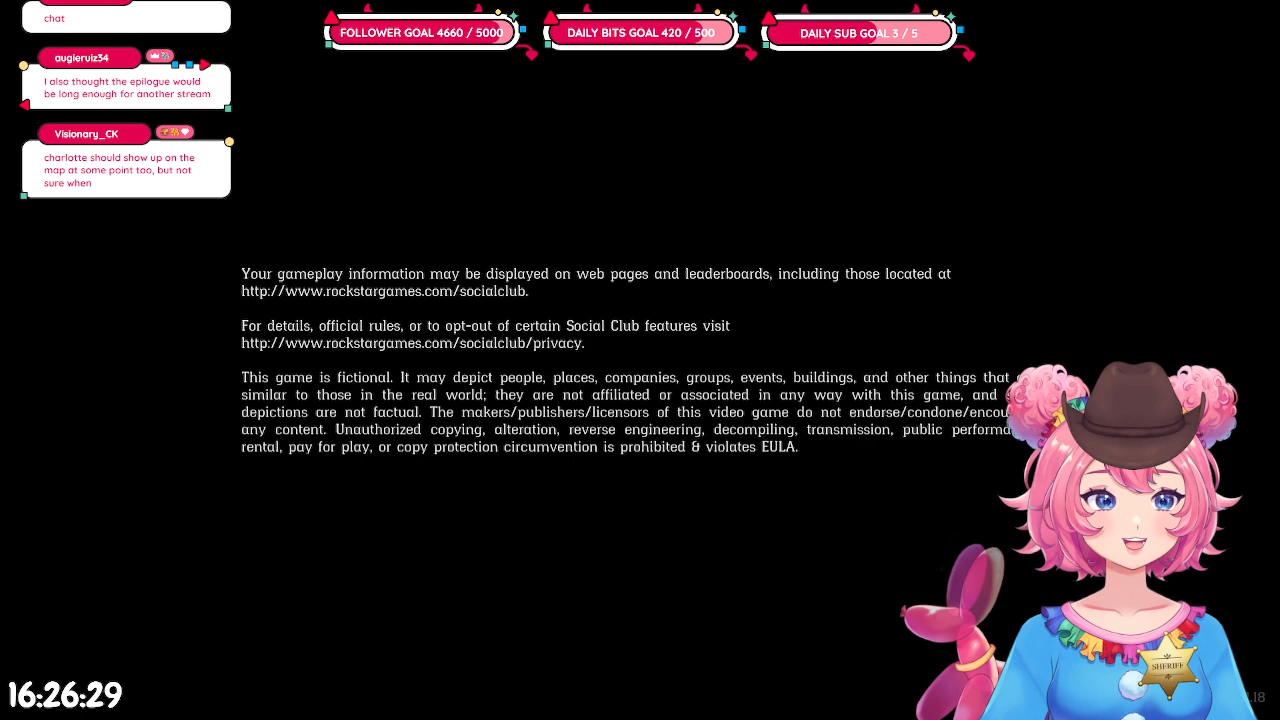 chat
augieruiz34
I also thought the epilogue would
be long enough for another stream
Visionary_CK
charlotte should show up on the
map at some point too, but not
sure when
FOLLOWER GOAL 4660 / 5000
DAILY BITS GOAL 420 / 500
DAILY SUB GOAL 3 / 5
Your gameplay information may be displayed on web pages and leaderboards, including those located at
http://www.rockstargames.com/socialclub.
For details, official rules, or to opt-out of certain Social Club features visit
http://www.rockstargames.com/socialclub/privacy.
This game is fictional. It may depict people, places, companies, groups, events, buildings, and other things that
similar to those in the real world; they are not affiliated or associated in any way with this game, and
depictions are not factual. The makers/publishers/licensors of this video game do not endorse/condone/encou
any content. Unauthorized copying, alteration, reverse engineering, decompiling, transmission, public performa
rental, pay for play, or copy protection circumvention is prohibited & violates EULA.
SHERIFF
16:26:29